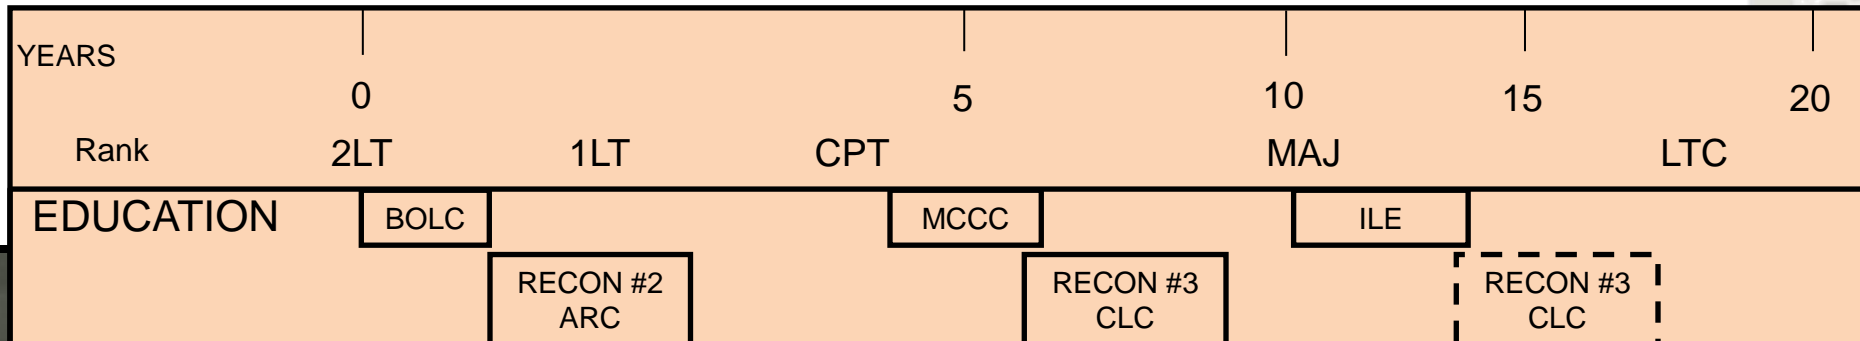 YEARS
0 5 10 15 20
Rank 2LT 1LT CPT MAJ LTC
EDUCATION BOLC MCCC ILE
RECON #2 RECON #3 RECON #3
ARC CLC CLC